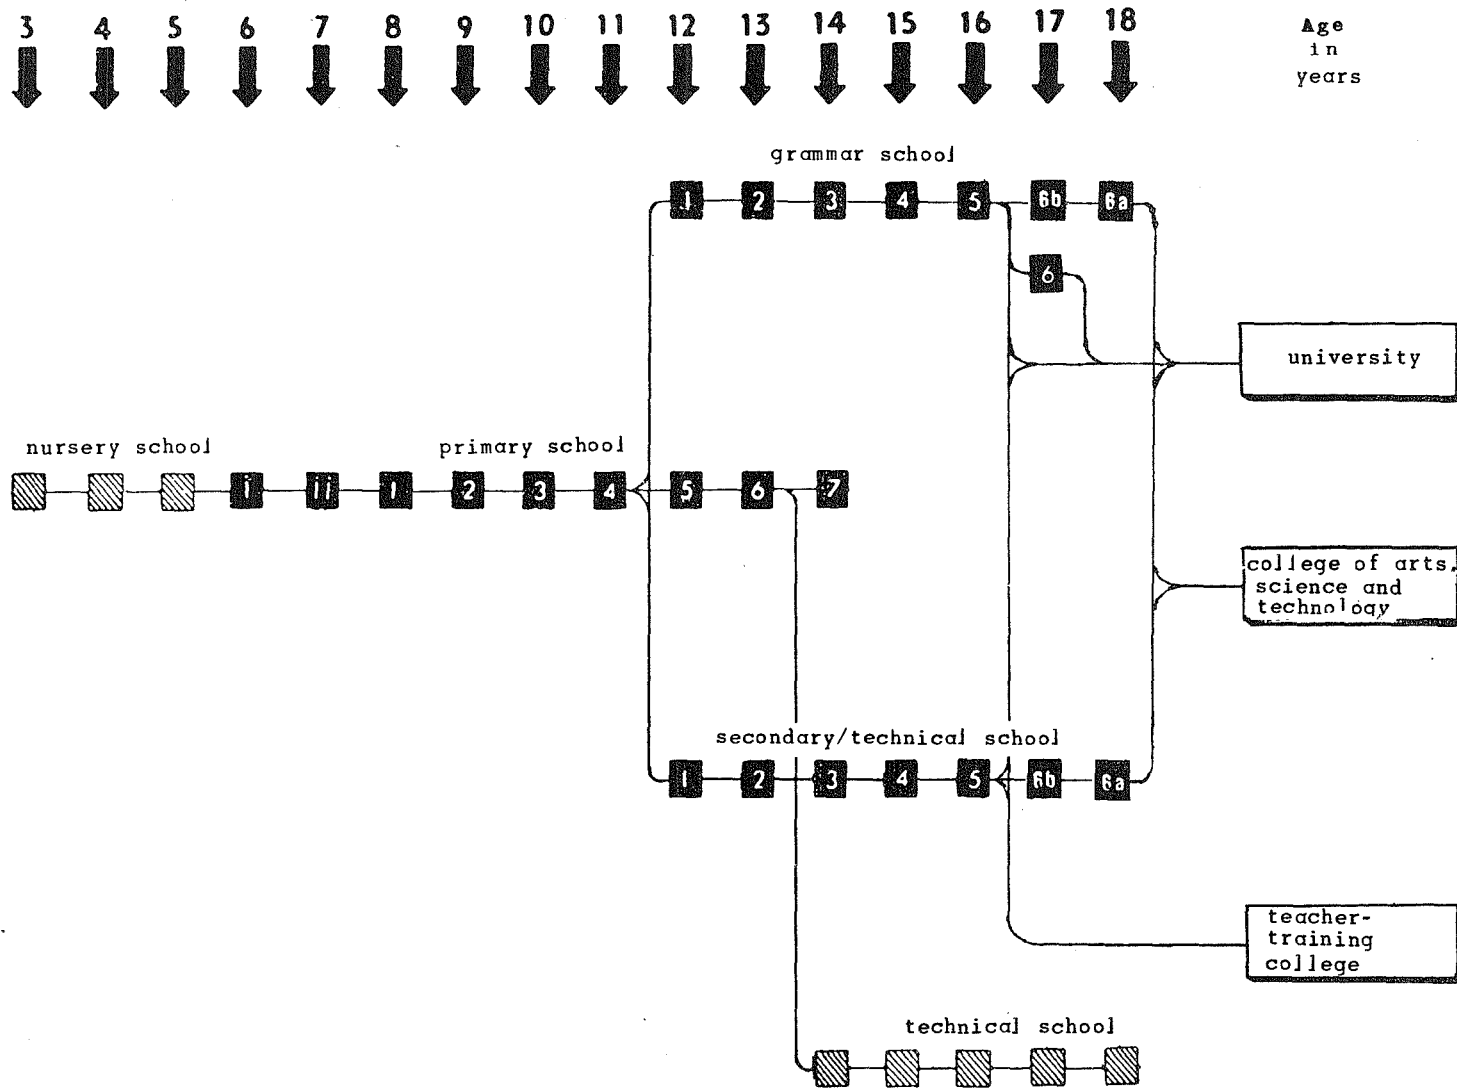 3 4 5 6 7 8 9 10 11 12 13 14 15 16 17 18 Age
in
years
grammar school
1 2 3 4 5 6b 6a
6
university
nursery school primary school
i ii 1 2 3 4 5 6 7
college of arts,
science and
technology
secondary/technical school
1 2 3 4 5 6b 6a
teacher-
training
college
technical school